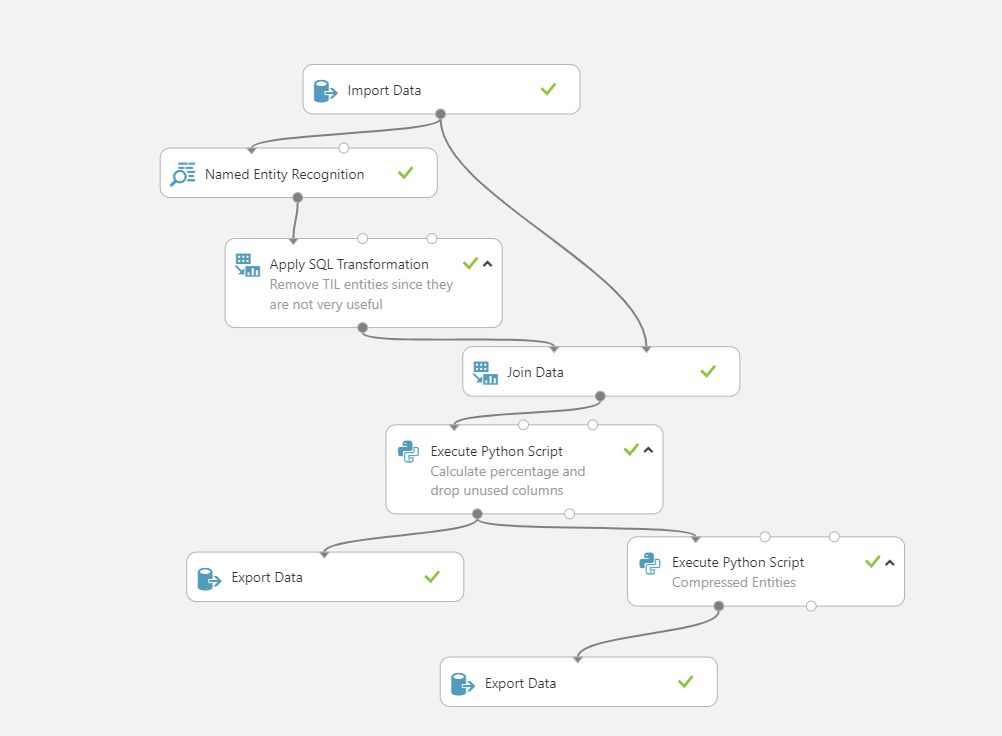 Import Data
Named Entity Recognition
Apply SQL Transformation
Remove TIL entities since they
are not very useful
Join Data
Execute Python Script
Calculate percentage and
drop unused columns
Export Data
Execute Python Script
Compressed Entities
Export Data